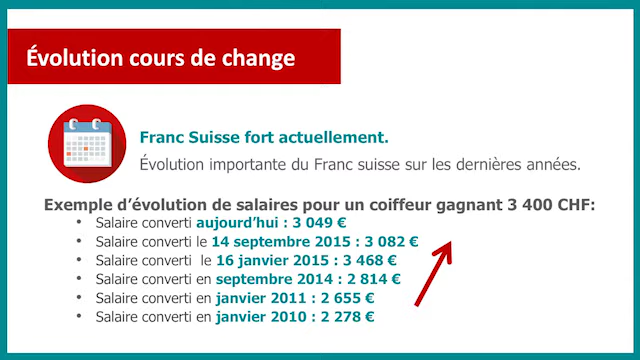 Évolution cours de change
Franc Suisse fort actuellement.
Évolution importante du Franc suisse sur les dernières années.
Exemple d’évolution de salaires pour un coiffeur gagnant 3 400 CHF:
• Salaire converti aujourd’hui : 3 049 €
• Salaire converti le 14 septembre 2015 : 3 082 €
• Salaire converti le 16 janvier 2015 : 3 468 €
• Salaire converti en septembre 2014 : 2 814 €
• Salaire converti en janvier 2011 : 2 655 €
• Salaire converti en janvier 2010 : 2 278 €